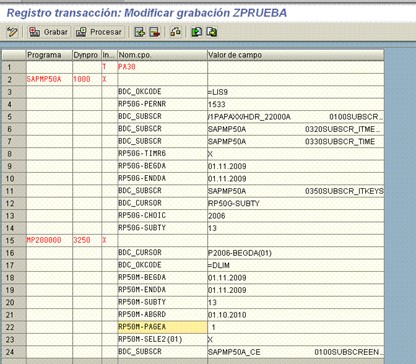 Registro transacción: Modificar grabación ZPRUEBA
Grabar Procesar
Programa Dynpro In... Nom.cpo. Valor de campo
1 T PA30
2 SAPMP50A 1000 X
3 BDC_OKCODE =LIS9
4 RP50G-PERNR 1533
5 BDC_SUBSCR /1PAPAXX/HDR_22000A 0100SUBSCR...
6 BDC_SUBSCR SAPMP50A 0320SUBSCR_ITME...
7 BDC_SUBSCR SAPMP50A 0330SUBSCR_TIME
8 RP50G-TIMR6 X
9 RP50G-BEGDA 01.11.2009
10 RP50G-ENDDA 01.11.2009
11 BDC_SUBSCR SAPMP50A 0350SUBSCR_ITKEYS
12 BDC_CURSOR RP50G-SUBTY
13 RP50G-CHOIC 2006
14 RP50G-SUBTY 13
15 MP200000 3250 X
16 BDC_CURSOR P2006-BEGDA(01)
17 BDC_OKCODE =DLIM
18 RP50M-BEGDA 01.11.2009
19 RP50M-ENDDA 01.11.2009
20 RP50M-SUBTY 13
21 RP50M-ABGRD 01.10.2010
22 RP50M-PAGEA 1
23 RP50M-SELE2(01) X
24 BDC_SUBSCR SAPMP50A_CE 0100SUBSCREEN...